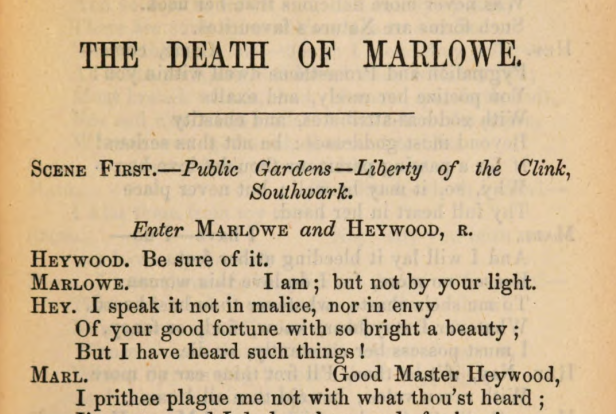 THE DEATH OF MARLOWE.
SCENE FIRST.—Public Gardens—Liberty of the Clink,
Southwark.
Enter MARLOWE and HEYWOOD, R.
HEYWOOD. Be sure of it.
MARLOWE. I am ; but not by your light.
HEY. I speak it not in malice, nor in envy
Of your good fortune with so bright a beauty ;
But I have heard such things !
MARL. Good Master Heywood,
I prithee plague me not with what thou'st heard ;